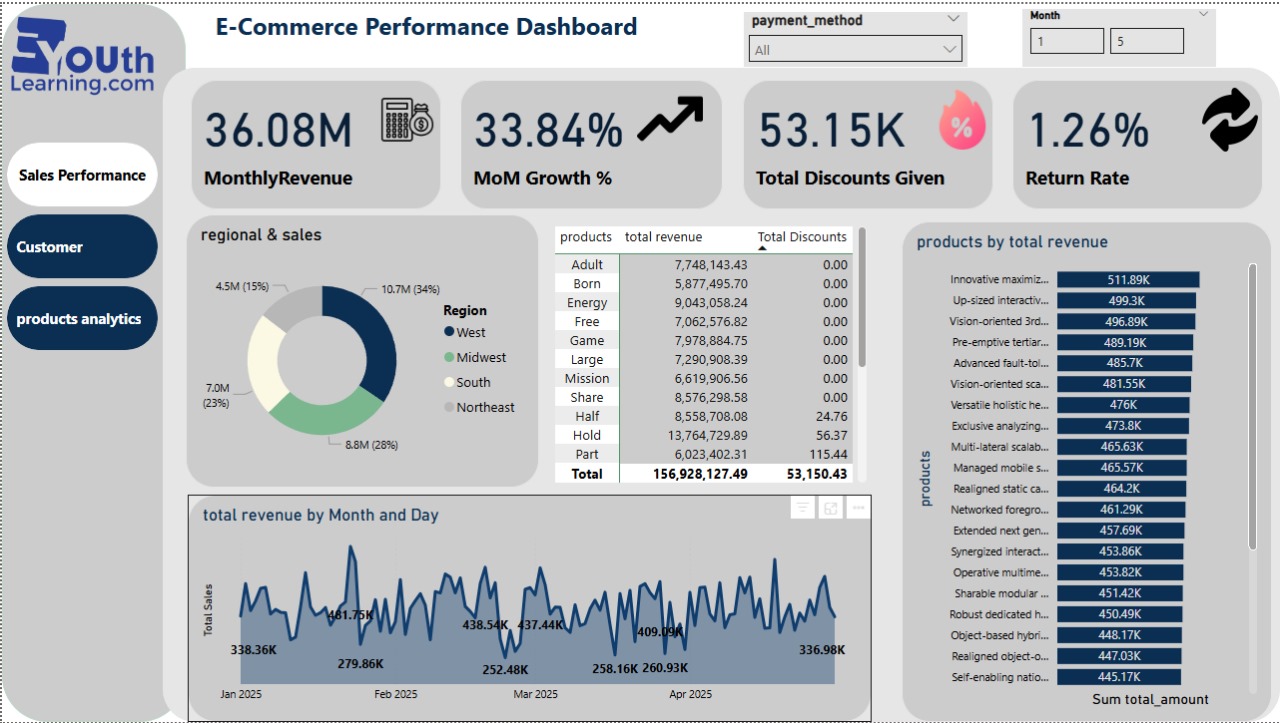 EYouth
Learning.com
E-Commerce Performance Dashboard
payment_method
All
Month
1
5
Sales Performance
Customer
products analytics
36.08M
MonthlyRevenue
33.84%
MoM Growth %
53.15K
%
Total Discounts Given
1.26%
Return Rate
regional & sales
4.5M (15%)
10.7M (34%)
7.0M
(23%)
8.8M (28%)
Region
West
Midwest
South
Northeast
products total revenue Total Discounts
Adult 7,748,143.43 0.00
Born 5,877,495.70 0.00
Energy 9,043,058.24 0.00
Free 7,062,576.82 0.00
Game 7,978,884.75 0.00
Large 7,290,908.39 0.00
Mission 6,619,906.56 0.00
Share 8,576,298.58 0.00
Half 8,558,708.08 24.76
Hold 13,764,729.89 56.37
Part 6,023,402.31 115.44
Total 156,928,127.49 53,150.43
products by total revenue
products
Innovative maximiz... 511.89K
Up-sized interactiv... 499.3K
Vision-oriented 3rd... 496.89K
Pre-emptive tertiar... 489.19K
Advanced fault-tol... 485.7K
Vision-oriented sca... 481.55K
Versatile holistic he... 476K
Exclusive analyzing... 473.8K
Multi-lateral scalab... 465.63K
Managed mobile s... 465.57K
Realigned static ca... 464.2K
Networked foregro... 461.29K
Extended next gen... 457.69K
Synergized interact... 453.86K
Operative multime... 453.82K
Sharable modular ... 451.42K
Robust dedicated h... 450.49K
Object-based hybri... 448.17K
Realigned object-o... 447.03K
Self-enabling natio... 445.17K
Sum total_amount
total revenue by Month and Day
Total Sales
338.36K
481.75K
279.86K
438.54K
252.48K
437.44K
258.16K
409.09K
260.93K
336.98K
Jan 2025 Feb 2025 Mar 2025 Apr 2025